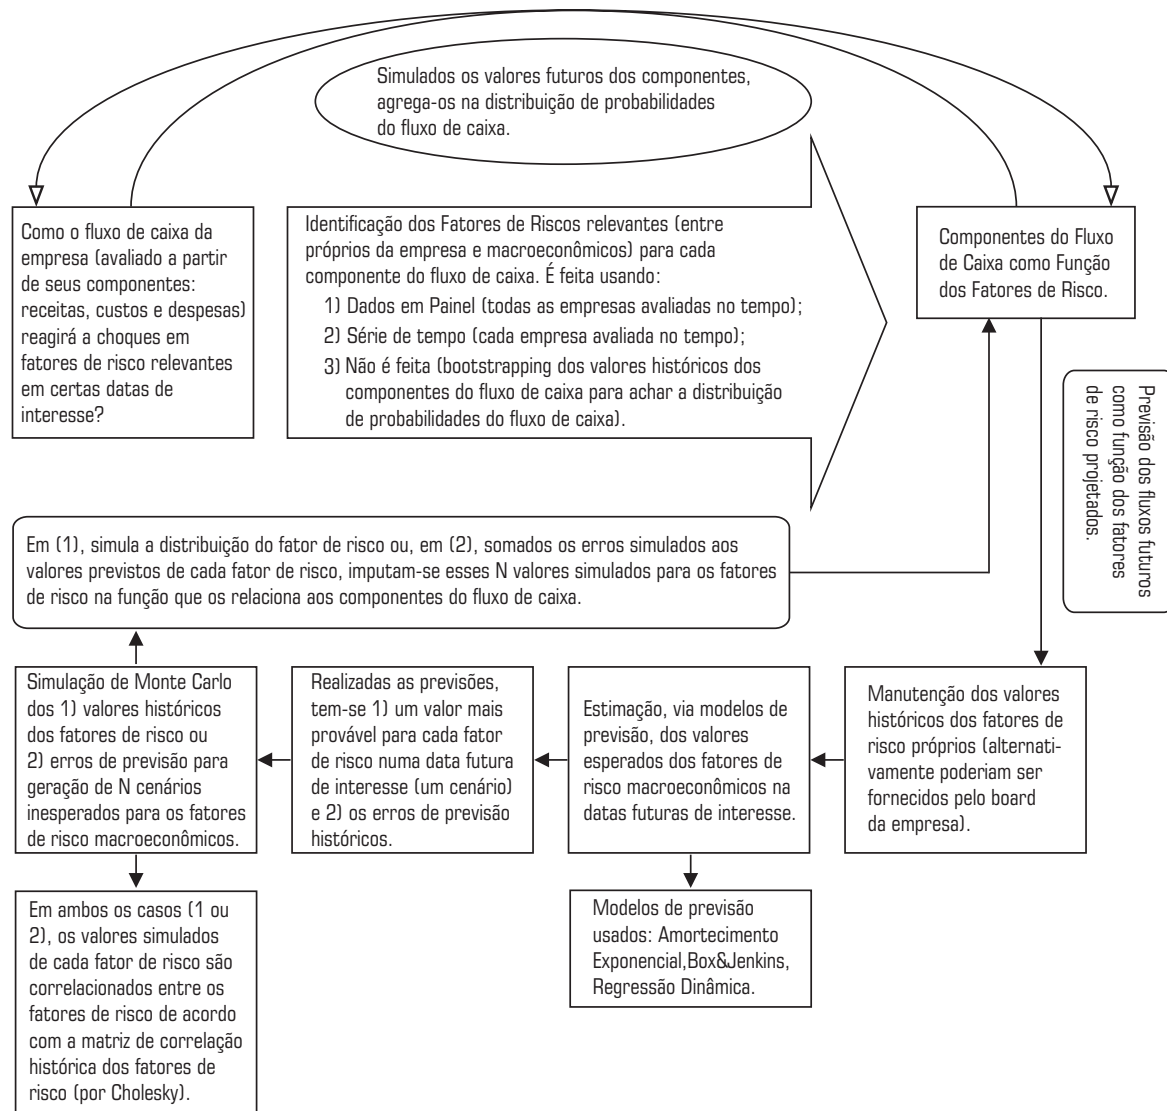 Simulados os valores futuros dos componentes,
agrega-os na distribuição de probabilidades
do fluxo de caixa.
Como o fluxo de caixa da
empresa (avaliado a partir
de seus componentes:
receitas, custos e despesas)
reagirá a choques em
fatores de risco relevantes
em certas datas de
interesse?
Identificação dos Fatores de Riscos relevantes (entre
próprios da empresa e macroeconômicos) para cada
componente do fluxo de caixa. É feita usando:
1) Dados em Painel (todas as empresas avaliadas no tempo);
2) Série de tempo (cada empresa avaliada no tempo);
3) Não é feita (bootstrapping dos valores históricos dos
componentes do fluxo de caixa para achar a distribuição
de probabilidades do fluxo de caixa).
Componentes do Fluxo
de Caixa como Função
dos Fatores de Risco.
Previsão dos fluxos futuros
como função dos fatores
de risco projetados.
Em (1), simula a distribuição do fator de risco ou, em (2), somados os erros simulados aos
valores previstos de cada fator de risco, imputam-se esses N valores simulados para os fatores
de risco na função que os relaciona aos componentes do fluxo de caixa.
Simulação de Monte Carlo
dos 1) valores históricos
dos fatores de risco ou
2) erros de previsão para
geração de N cenários
inesperados para os fatores
de risco macroeconômicos.
Realizadas as previsões,
tem-se 1) um valor mais
provável para cada fator
de risco numa data futura
de interesse (um cenário)
e 2) os erros de previsão
históricos.
Estimação, via modelos de
previsão, dos valores
esperados dos fatores de
risco macroeconômicos na
datas futuras de interesse.
Manutenção dos valores
históricos dos fatores de
risco próprios (alternati-
vamente poderiam ser
fornecidos pelo board
da empresa).
Em ambos os casos (1 ou
2), os valores simulados
de cada fator de risco são
correlacionados entre os
fatores de risco de acordo
com a matriz de correlação
histórica dos fatores de
risco (por Cholesky).
Modelos de previsão
usados: Amortecimento
Exponencial,Box&Jenkins,
Regressão Dinâmica.